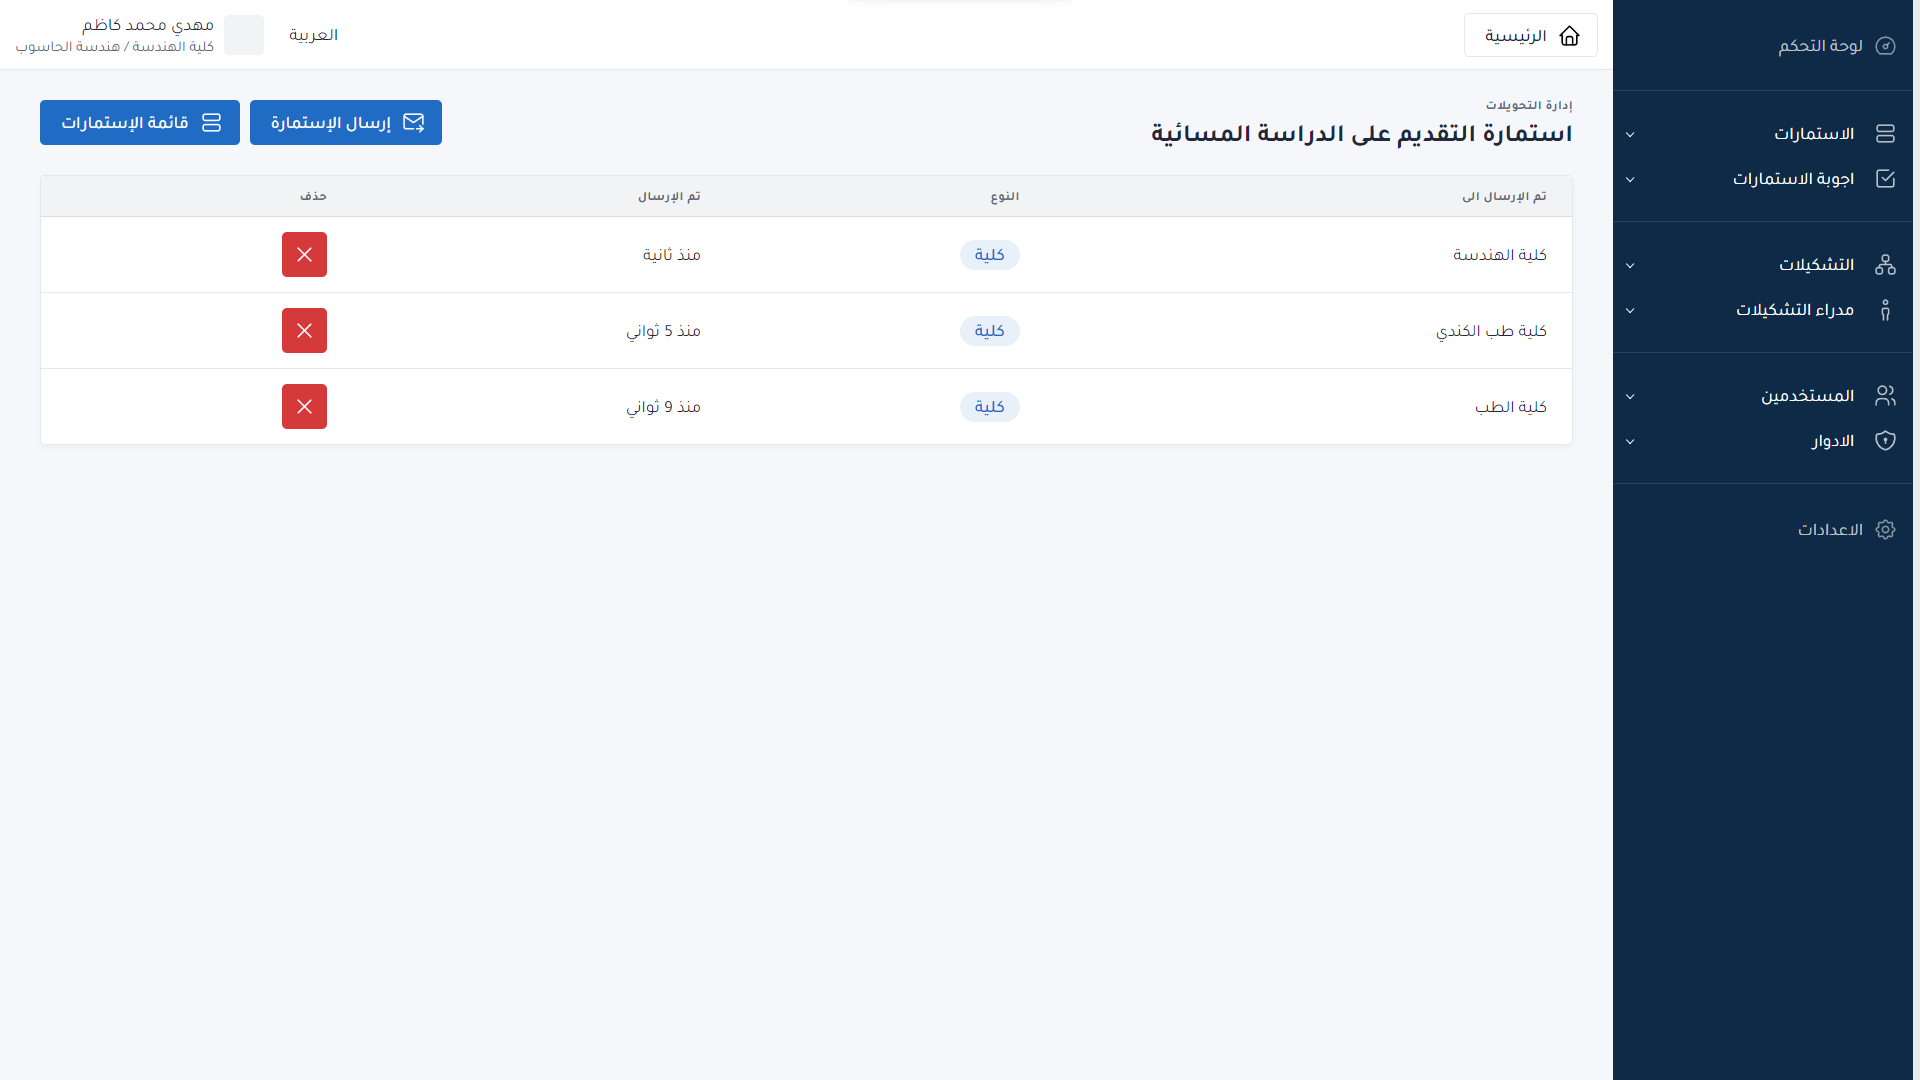 لوحة التحكم
الاستمارات
اجوبة الاستمارات
التشكيلات
مدراء التشكيلات
المستخدمين
الادوار
الاعدادات
الرئيسية
العربية
مهدي محمد كاظم
كلية الهندسة / هندسة الحاسوب
إدارة التحويلات
استمارة التقديم على الدراسة المسائية
إرسال الإستمارة
قائمة الإستمارات
تم الإرسال الى النوع تم الإرسال حذف
كلية الهندسة كلية منذ ثانية
كلية طب الكندي كلية منذ 5 ثواني
كلية الطب كلية منذ 9 ثواني